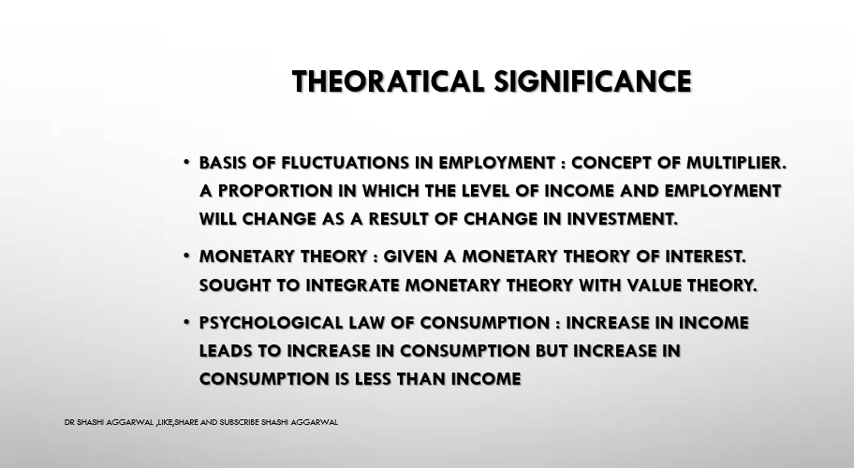 THEORATICAL SIGNIFICANCE
• BASIS OF FLUCTUATIONS IN EMPLOYMENT : CONCEPT OF MULTIPLIER.
A PROPORTION IN WHICH THE LEVEL OF INCOME AND EMPLOYMENT
WILL CHANGE AS A RESULT OF CHANGE IN INVESTMENT.
• MONETARY THEORY : GIVEN A MONETARY THEORY OF INTEREST.
SOUGHT TO INTEGRATE MONETARY THEORY WITH VALUE THEORY.
• PSYCHOLOGICAL LAW OF CONSUMPTION : INCREASE IN INCOME
LEADS TO INCREASE IN CONSUMPTION BUT INCREASE IN
CONSUMPTION IS LESS THAN INCOME
DR SHASHI AGGARWAL ,LIKE,SHARE AND SUBSCRIBE SHASHI AGGARWAL